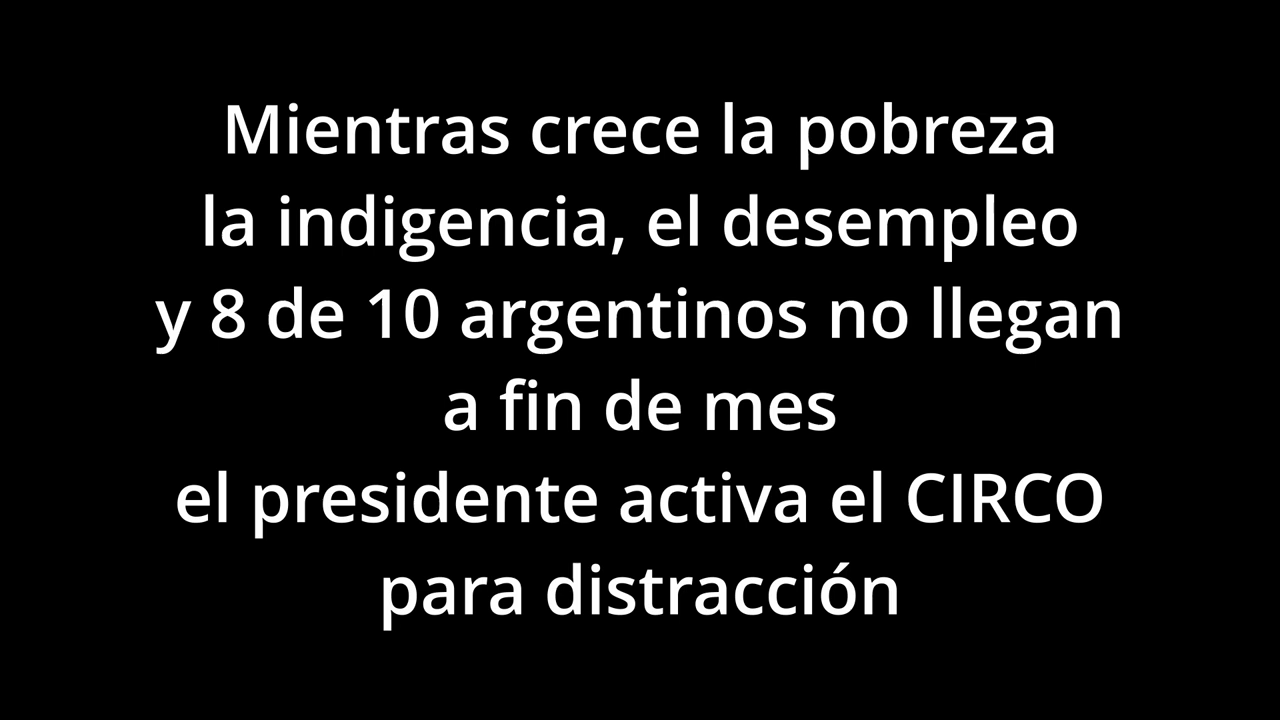 Mientras crece la pobreza
la indigencia, el desempleo
y 8 de 10 argentinos no llegan
a fin de mes
el presidente activa el CIRCO
para distracción